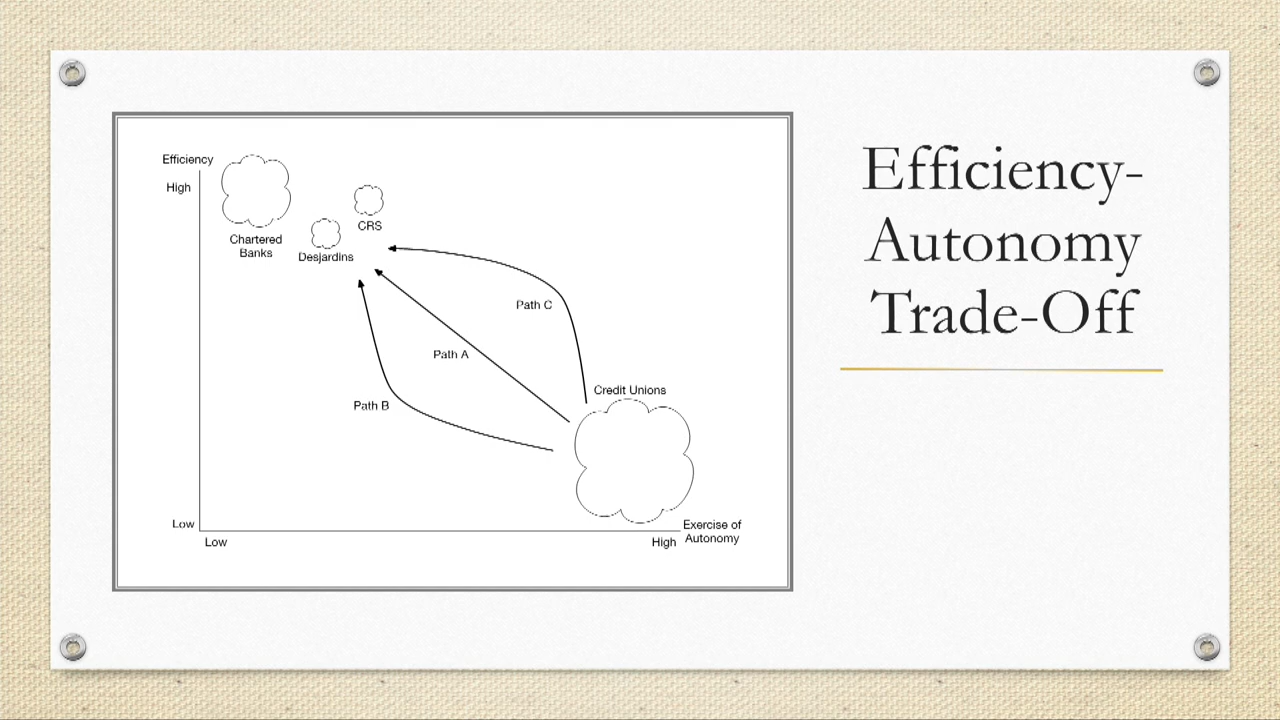 Efficiency
High
Chartered
Banks
CRS
Desjardins
Path C
Path A
Path B
Credit Unions
Low
Low
High
Exercise of
Autonomy
Efficiency-
Autonomy
Trade-Off